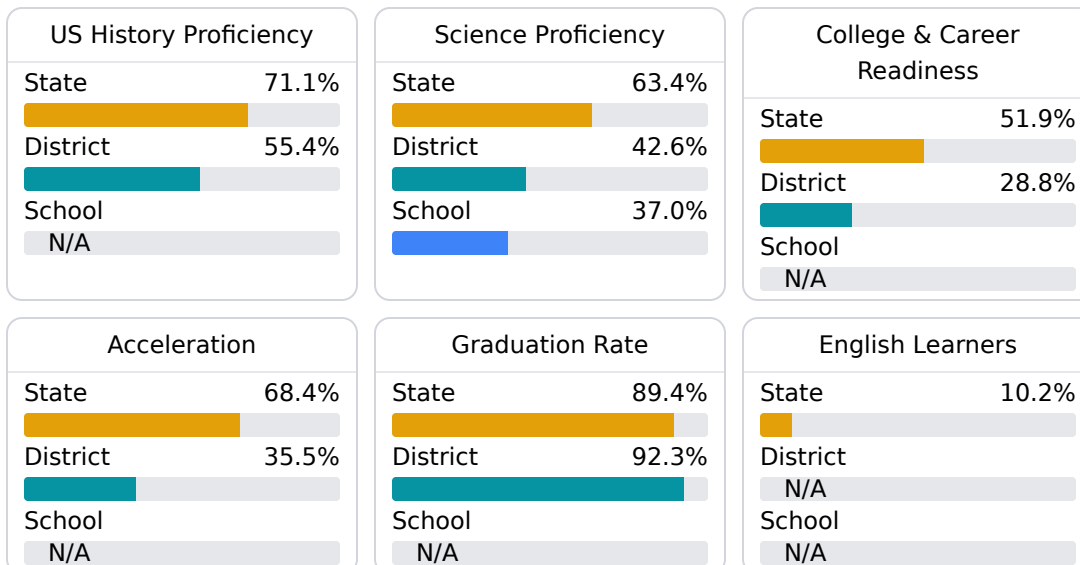 US History Proficiency
State 71.1%
District 55.4%
School
N/A
Science Proficiency
State 63.4%
District 42.6%
School 37.0%
College & Career
Readiness
State 51.9%
District 28.8%
School
N/A
Acceleration
State 68.4%
District 35.5%
School
N/A
Graduation Rate
State 89.4%
District 92.3%
School
N/A
English Learners
State 10.2%
District
N/A
School
N/A